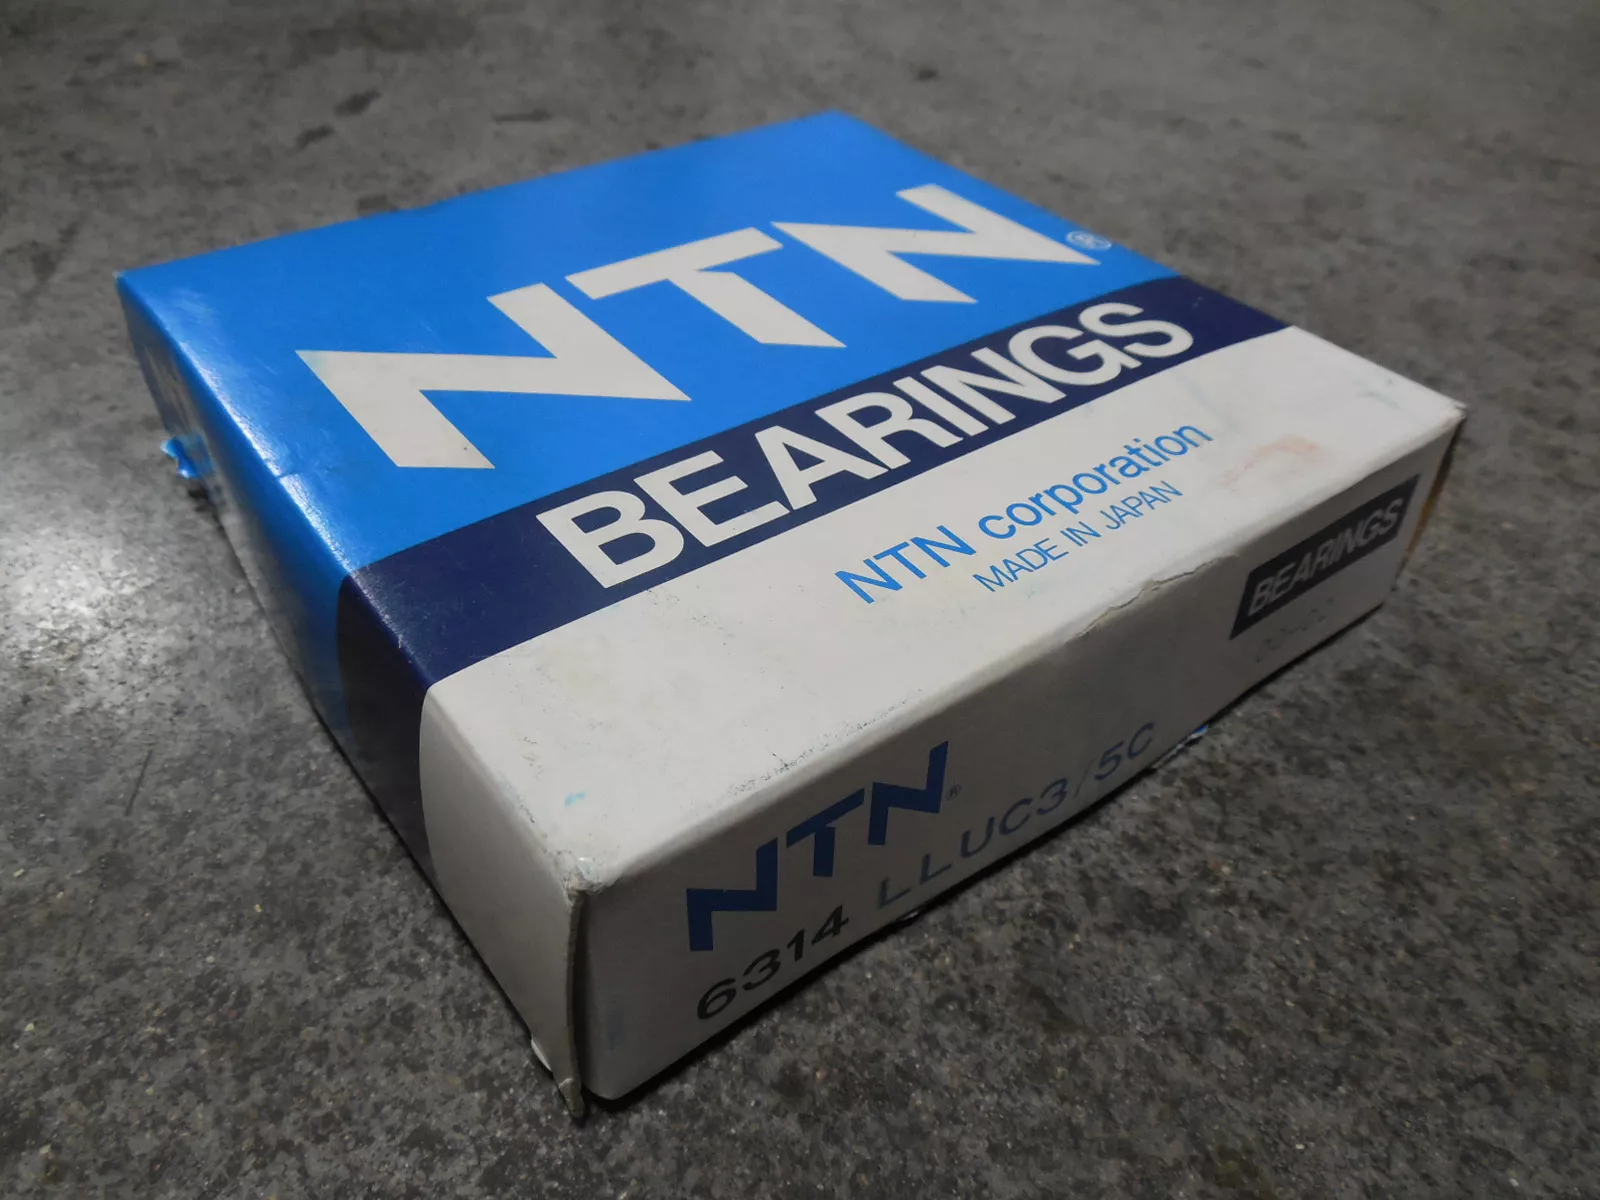 NTN®
BEARINGS
NTN corporation
MADE IN JAPAN
BEARINGS
NTN®
6314 LLUC3/5C